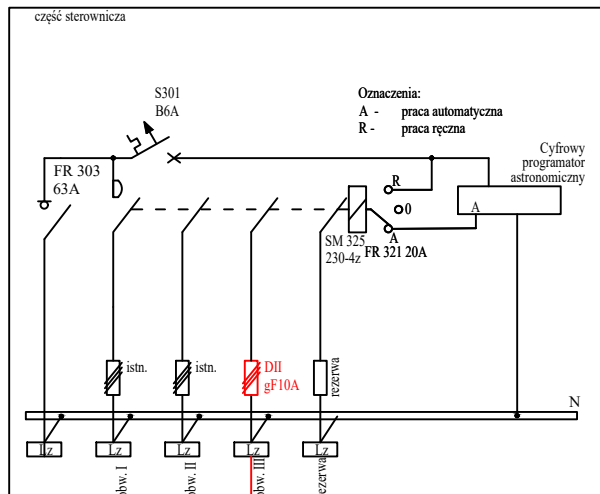 część sterownicza
S301
B6A
Oznaczenia:
A - praca automatyczna
R - praca ręczna
Cyfrowy
programator
astronomiczny
FR 303
63A
R
0
A
A
SM 325
230-4z
FR 321 20A
istn.
istn.
DII
gF10A
rezerwa
N
Lz
Lz
Lz
Lz
Lz
obw. I
obw. II
obw. III
rezerwa